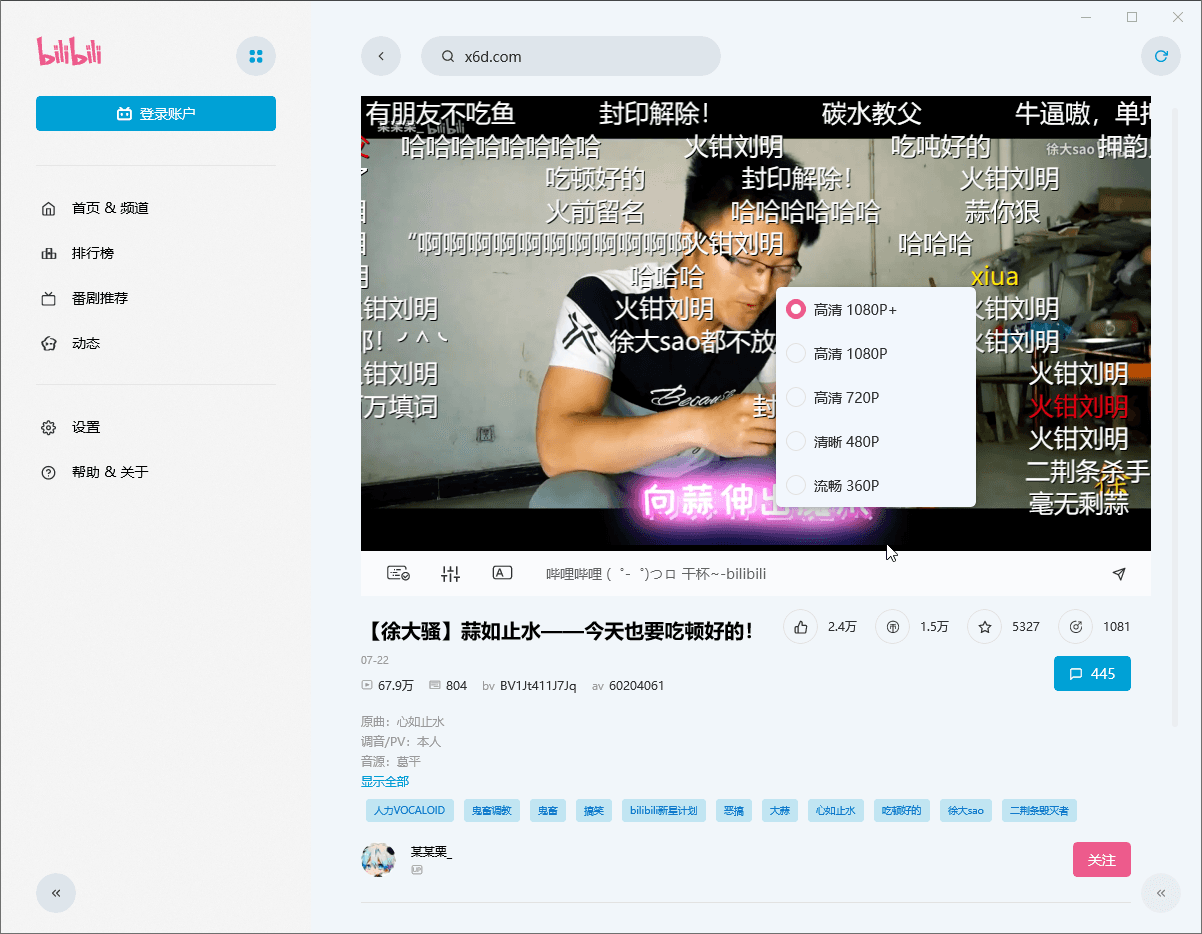 bilibili
x6d.com
登录账户
首页 & 频道
排行榜
番剧推荐
动态
设置
帮助 & 关于
有朋友不吃鱼
封印解除!
碳水教父
牛逼嗷,单押
哈哈哈哈哈哈哈哈
火钳刘明
吃吨好的
徐大sao
押韵
吃顿好的
封印解除!
火钳刘明
火前留名
哈哈哈哈哈哈
蒜你狠
“啊啊啊啊啊啊啊啊啊啊啊
火钳刘明
哈哈哈
哈哈哈
xiua
钳刘明
火钳刘明
钳刘明
徐大sao都不放
钳刘明
钳刘明
火钳刘明
万填词
Because
封
火钳刘明
火钳刘明
二荆条杀手
徐
毫无剩蒜
向蒜伸出
高清 1080P+
高清 1080P
高清 720P
清晰 480P
流畅 360P
哔哩哔哩 ( ゜- ゜)つロ 干杯~-bilibili
【徐大骚】蒜如止水——今天也要吃顿好的!
2.4万
1.5万
5327
1081
07-22
67.9万 804 bv BV1Jt411J7Jq av 60204061
445
原曲：心如止水
调音/PV：本人
音源：葛平
显示全部
人力VOCALOID 鬼畜调教 鬼畜 搞笑 bilibili新星计划 恶搞 大蒜 心如止水 吃顿好的 徐大sao 二荆条毁灭者
某某栗_
UP
关注